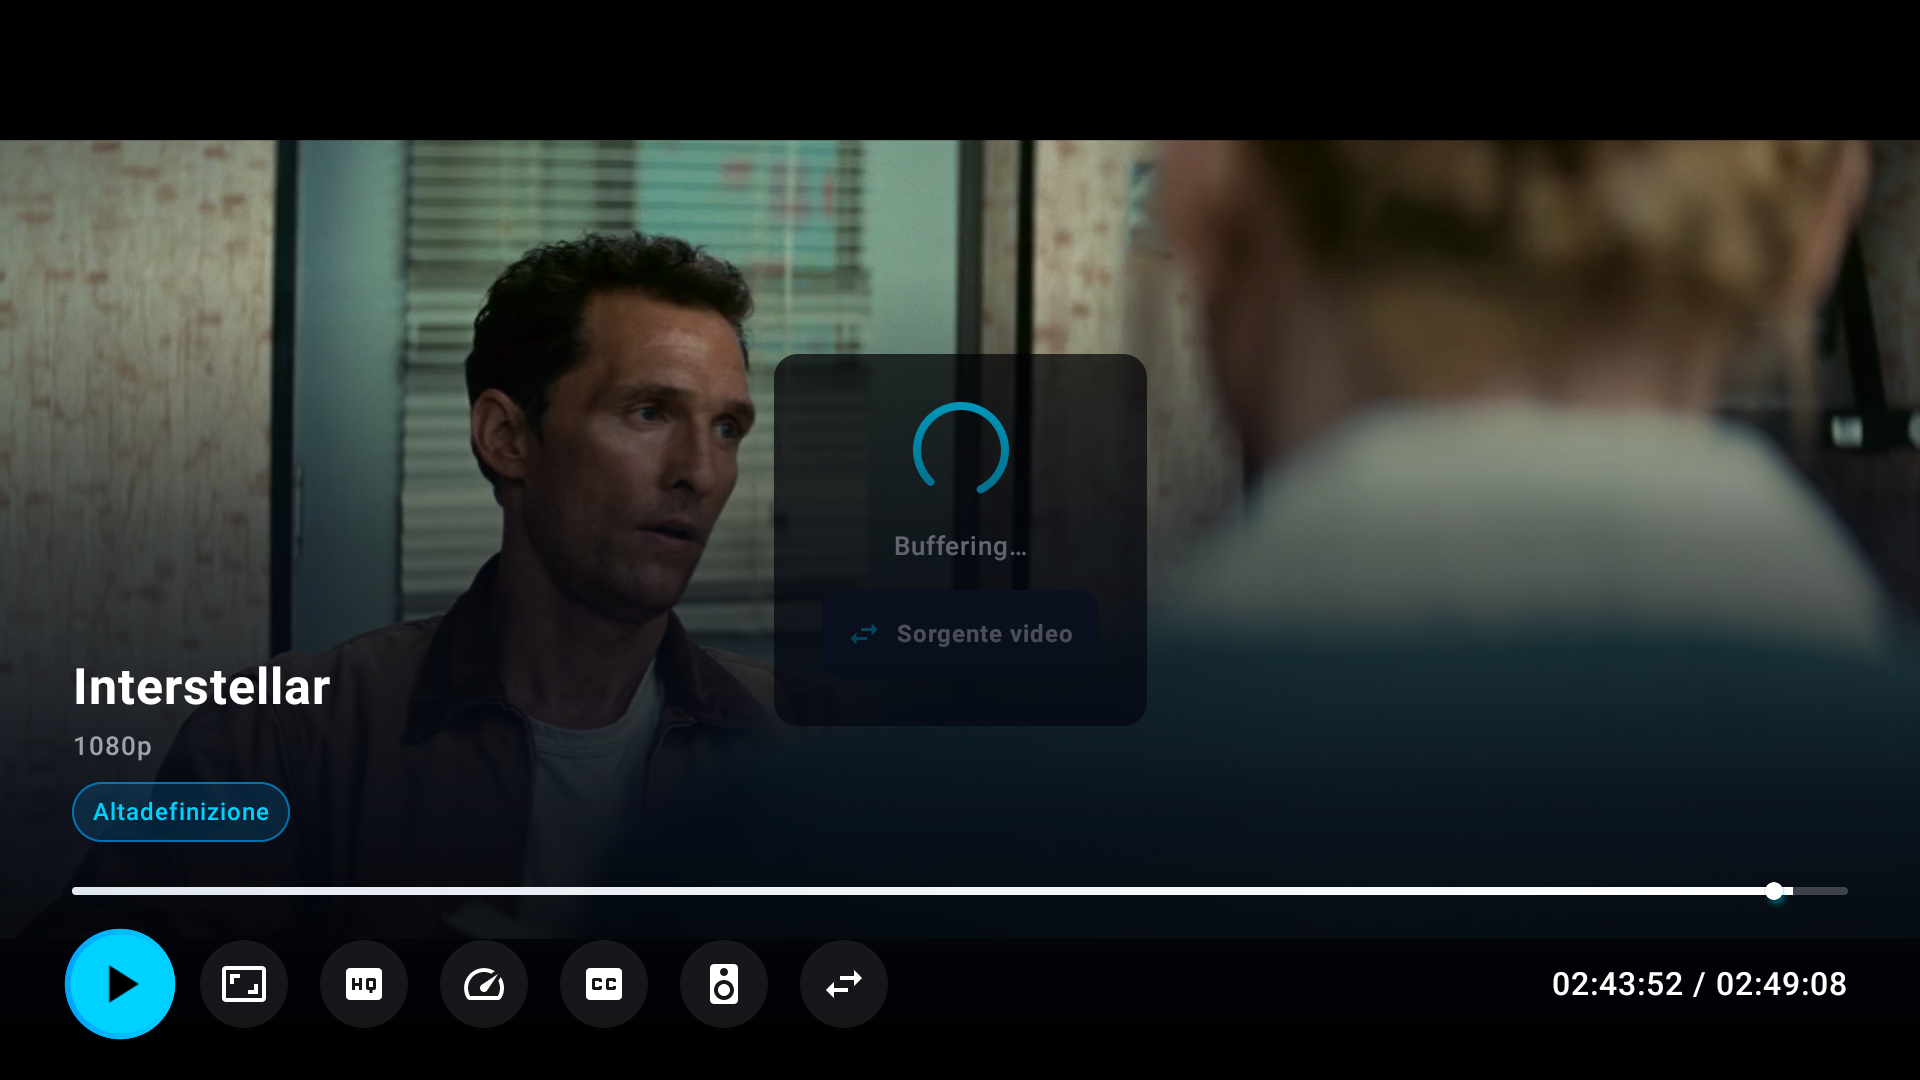 Buffering...
Sorgente video
Interstellar
1080p
Altadefinizione
HQ
CC
02:43:52 / 02:49:08